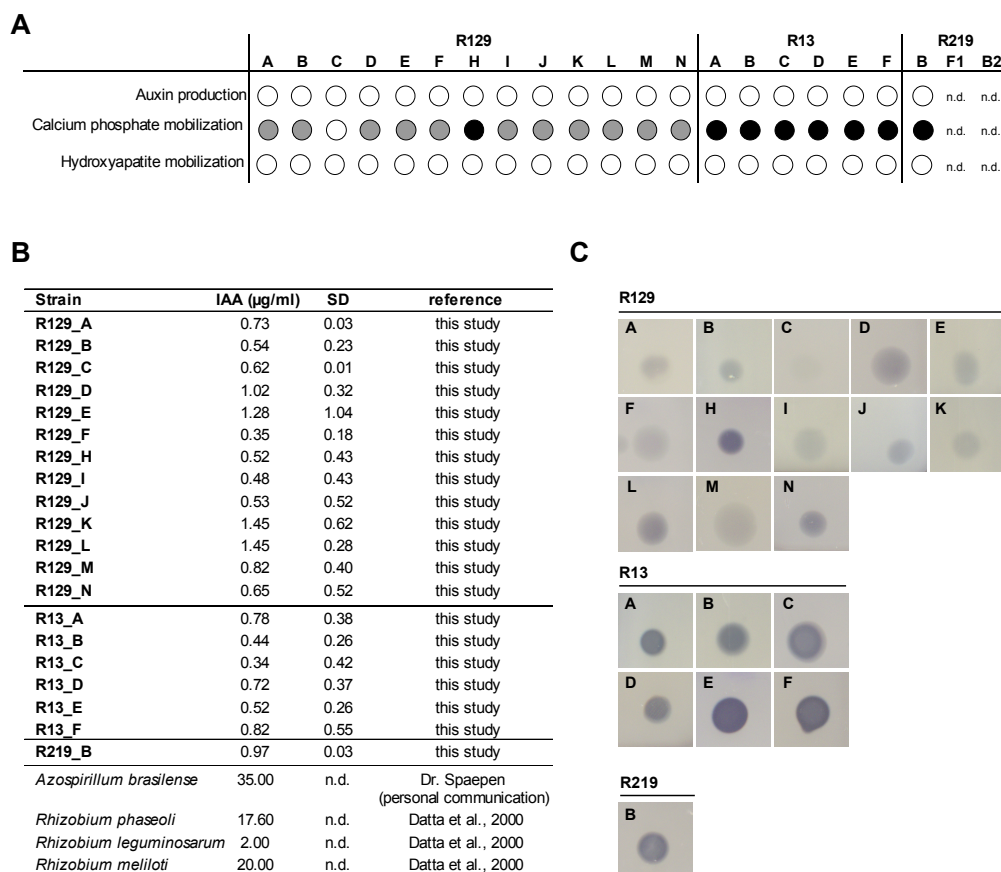 A
R129 R13 R219
A B C D E F H I J K L M N A B C D E F B F1 B2
Auxin production n.d. n.d.
Calcium phosphate mobilization n.d. n.d.
Hydroxyapatite mobilization n.d. n.d.
B
Strain IAA (µg/ml) SD reference
R129_A 0.73 0.03 this study
R129_B 0.54 0.23 this study
R129_C 0.62 0.01 this study
R129_D 1.02 0.32 this study
R129_E 1.28 1.04 this study
R129_F 0.35 0.18 this study
R129_H 0.52 0.43 this study
R129_I 0.48 0.43 this study
R129_J 0.53 0.52 this study
R129_K 1.45 0.62 this study
R129_L 1.45 0.28 this study
R129_M 0.82 0.40 this study
R129_N 0.65 0.52 this study
R13_A 0.78 0.38 this study
R13_B 0.44 0.26 this study
R13_C 0.34 0.42 this study
R13_D 0.72 0.37 this study
R13_E 0.52 0.26 this study
R13_F 0.82 0.55 this study
R219_B 0.97 0.03 this study
Azospirillum brasilense 35.00 n.d. Dr. Spaepen
(personal communication)
Rhizobium phaseoli 17.60 n.d. Datta et al., 2000
Rhizobium leguminosarum 2.00 n.d. Datta et al., 2000
Rhizobium meliloti 20.00 n.d. Datta et al., 2000
C
R129
A B C D E
F H I J K
L M N
R13
A B C
D E F
R219
B